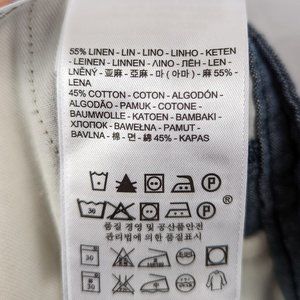 55% LINEN - LIN - LINO - LINHO - KETEN
- LEINEN - LINNEN - ΛΙΝΟ - ЛЁН - LEN -
LNĚNÝ - 亚麻 - 亞麻 - 마 ( 아마 ) - 麻 55% -
LENA
45% COTTON - COTON - ALGODÓN -
ALGODÃO - PAMUK - COTONE -
BAUMWOLLE - KATOEN - BAMBAKI -
ХЛОПОК - BAWEŁNA - PAMUT -
BAVLNA - 棉 - 면 - 綿 45% - KAPAS
30 P
30 P
품질 경영 및 공산품안전
관리법에 의한 품질표시
30